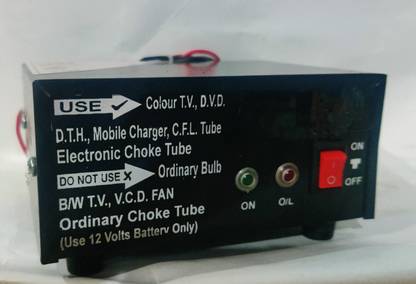 USE ✓ Colour T.V., D.V.D.
D.T.H., Mobile Charger, C.F.L. Tube
Electronic Choke Tube
DO NOT USE X Ordinary Bulb
B/W T.V., V.C.D. FAN
Ordinary Choke Tube
(Use 12 Volts Battery Only)
ON
O/L
ON
OFF